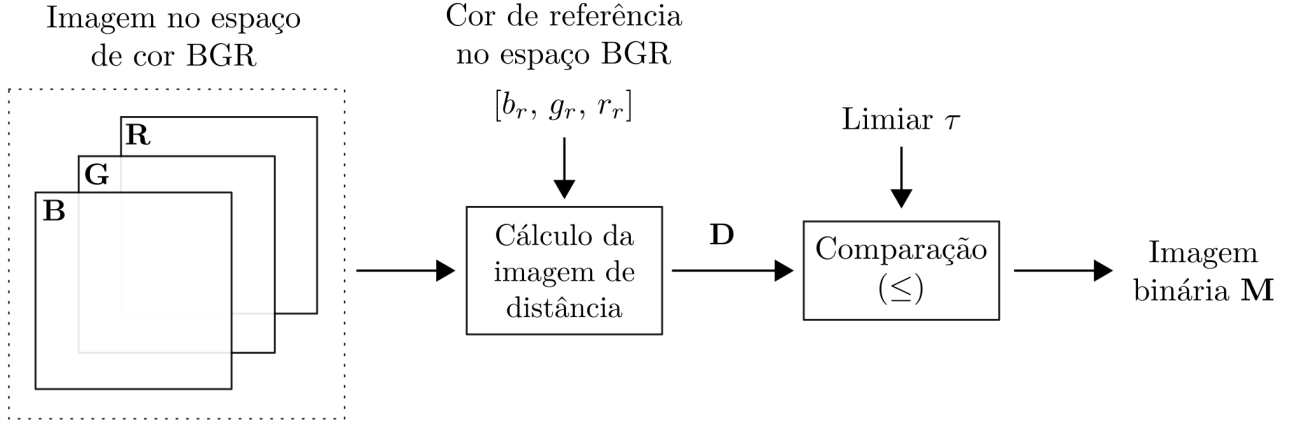 Imagem no espaço
de cor BGR
R
G
B
Cor de referência
no espaço BGR
[b_r, g_r, r_r]
Cálculo da
imagem de
distância
D
Limiar τ
Comparação
(≤)
Imagem
binária M